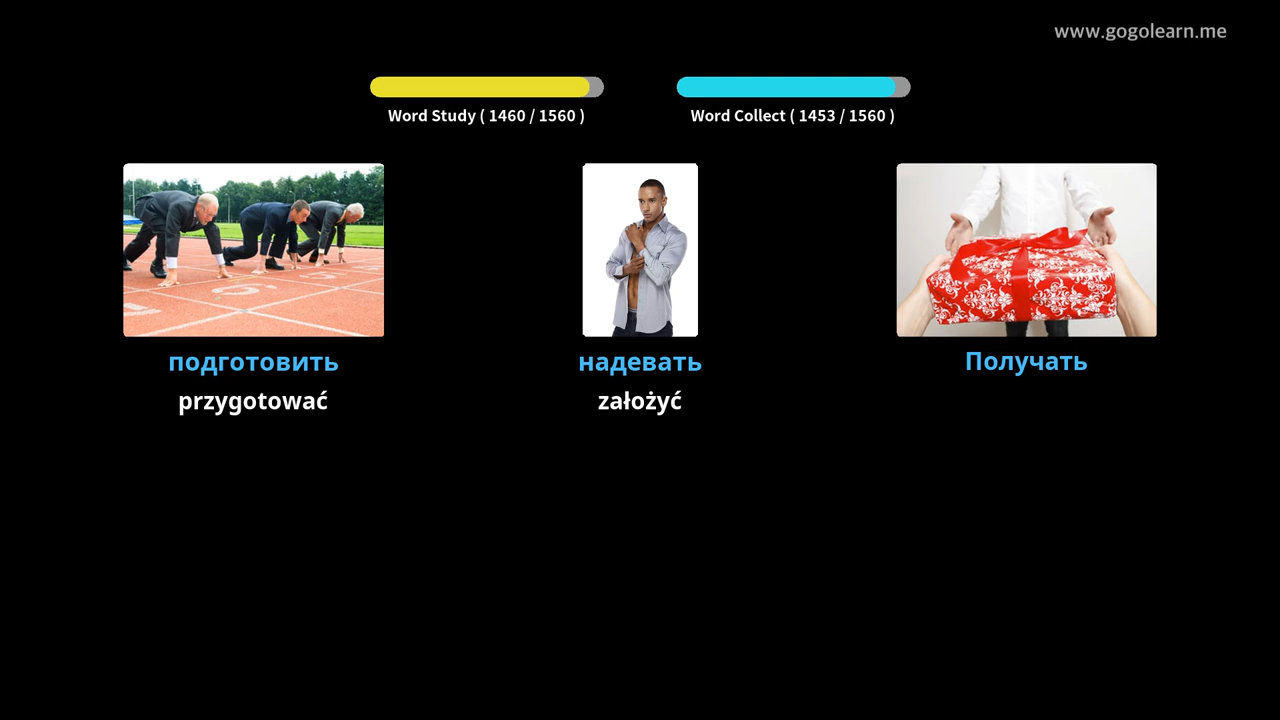 www.gogolearn.me
Word Study ( 1460 / 1560 )
Word Collect ( 1453 / 1560 )
подготовить
надевать
Получать
przygotować
założyć